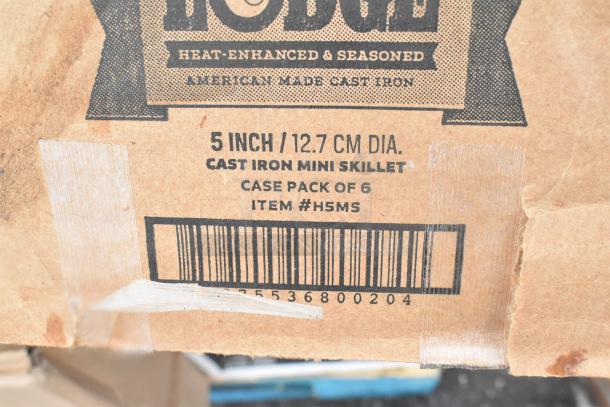 LODGE
HEAT-ENHANCED & SEASONED
AMERICAN MADE CAST IRON
5 INCH / 12.7 CM DIA.
CAST IRON MINI SKILLET
CASE PACK OF 6
ITEM #H5MS
75536800204